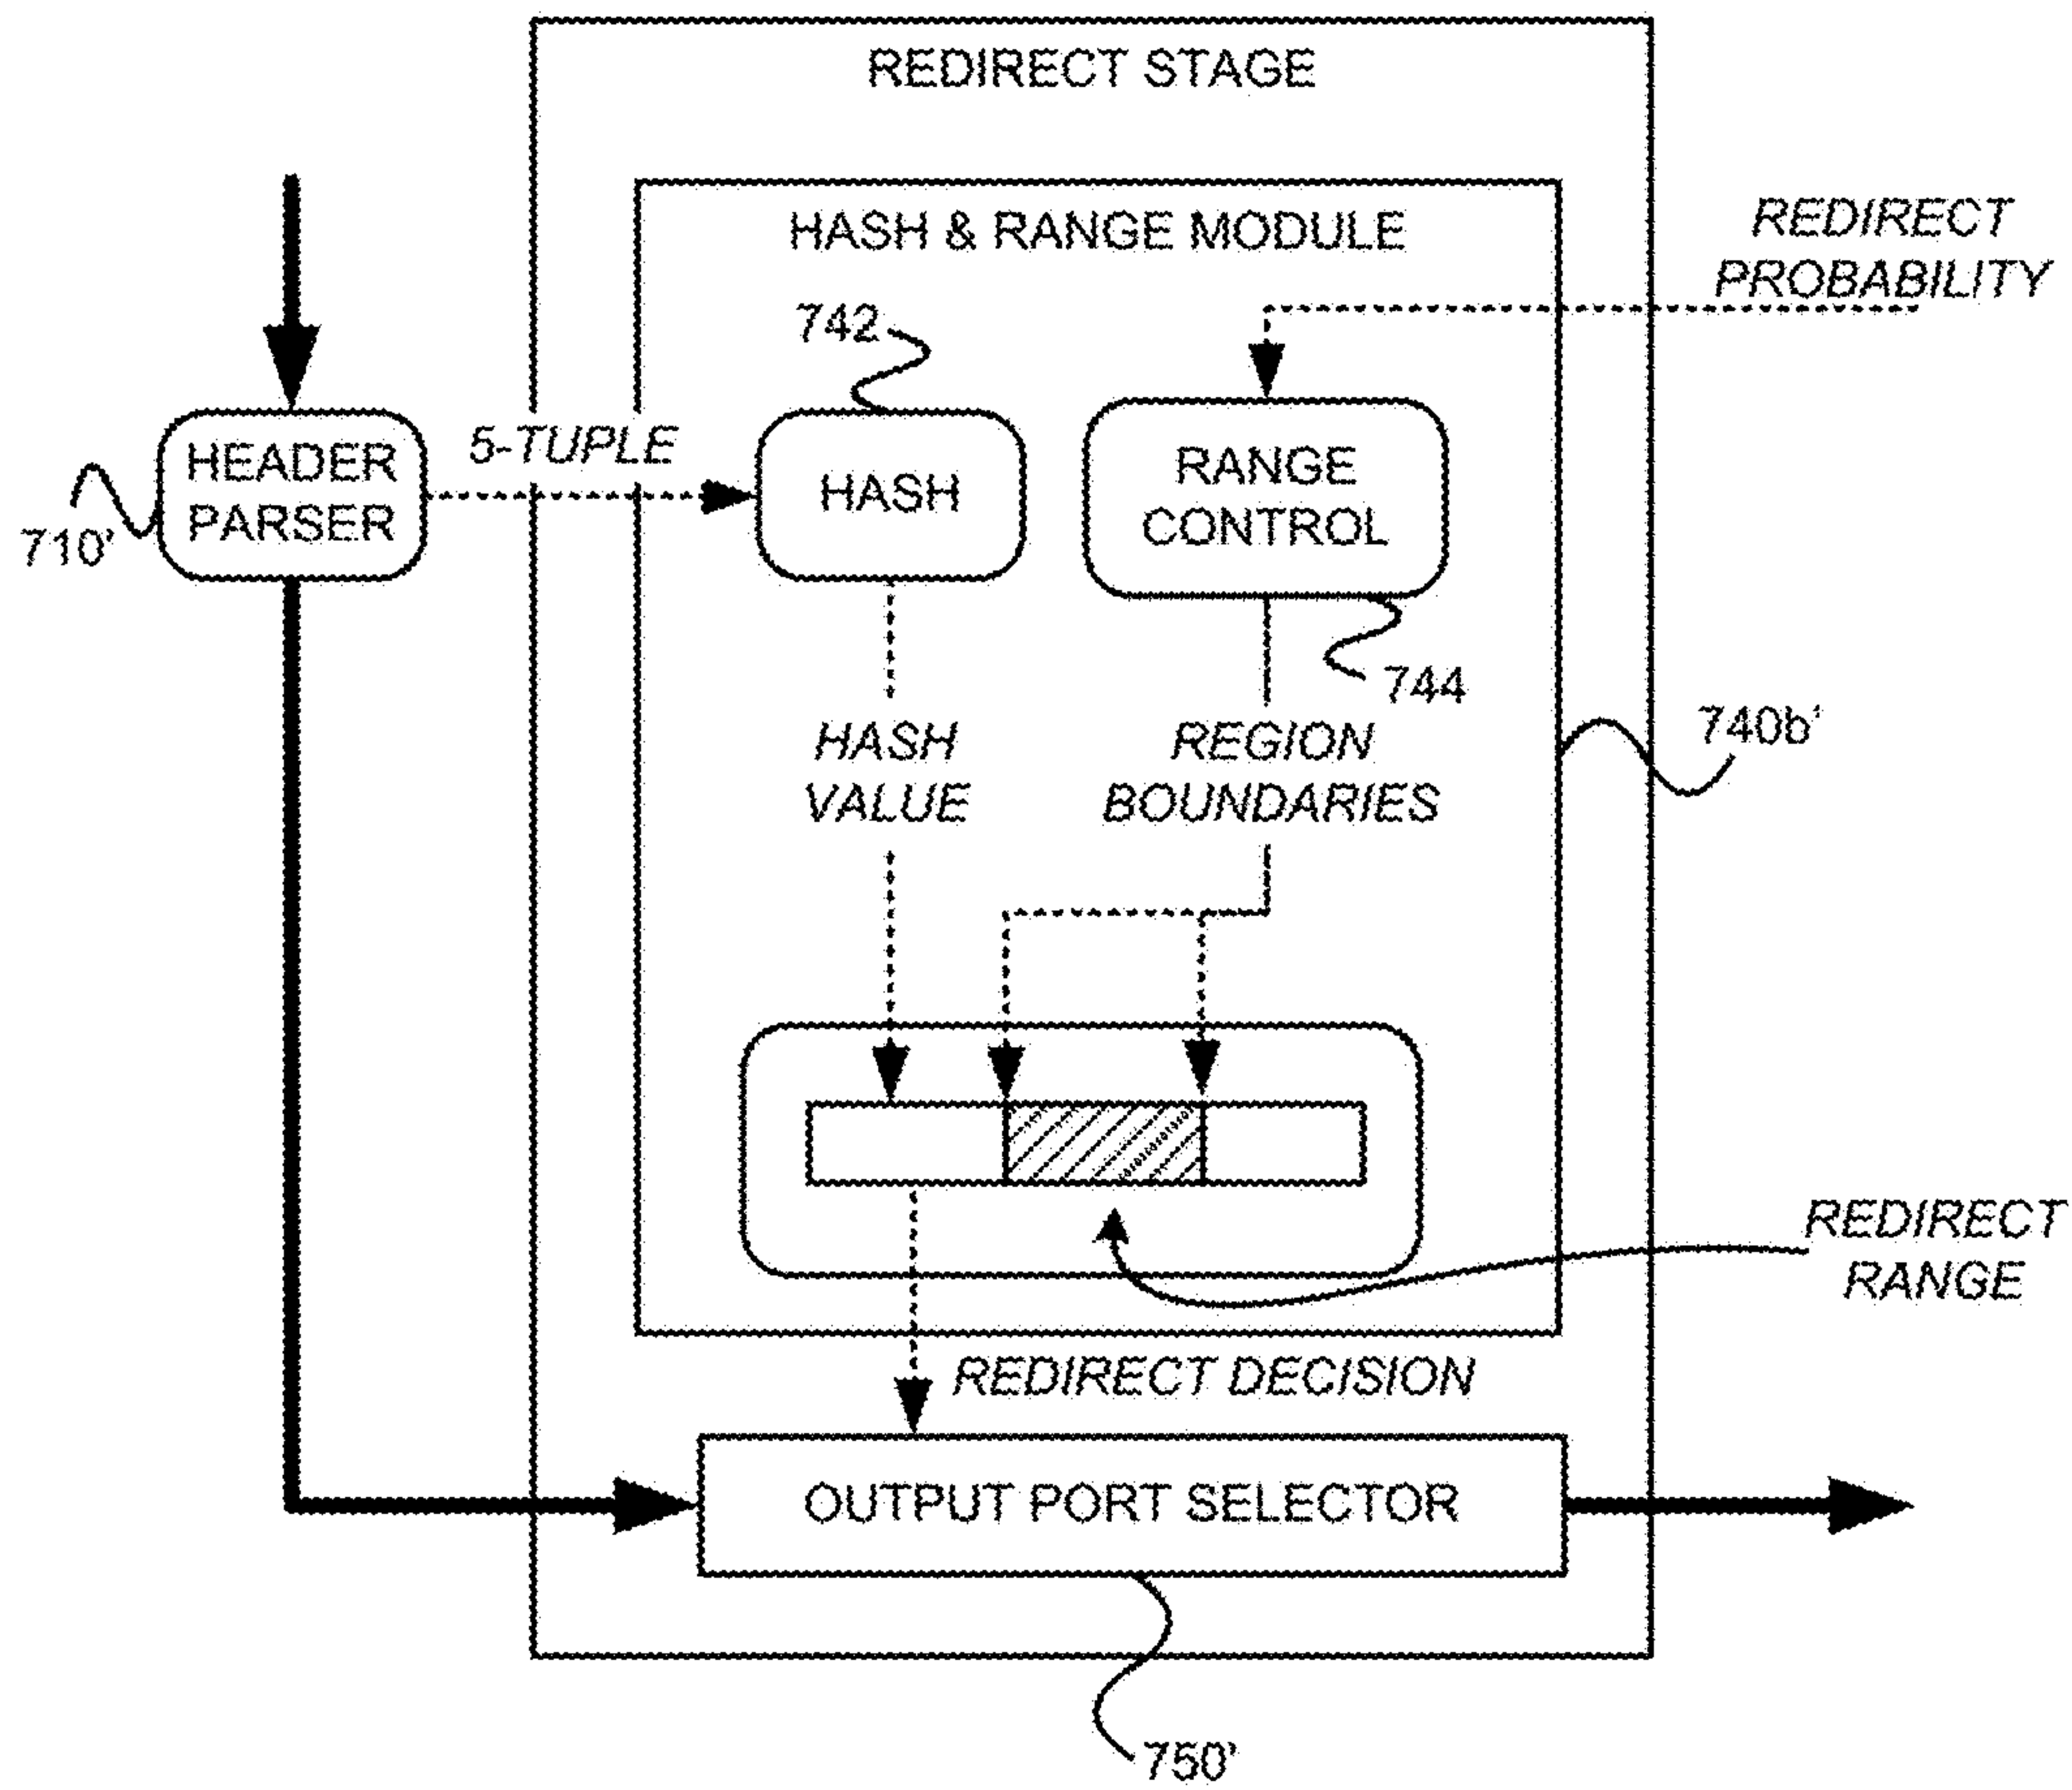 REDIRECT STAGE
HASH & RANGE MODULE
REDIRECT
PROBABILITY
742
HEADER
PARSER
5-TUPLE
HASH
RANGE
CONTROL
710'
744
740b'
HASH
VALUE
REGION
BOUNDARIES
REDIRECT
RANGE
REDIRECT DECISION
OUTPUT PORT SELECTOR
750'